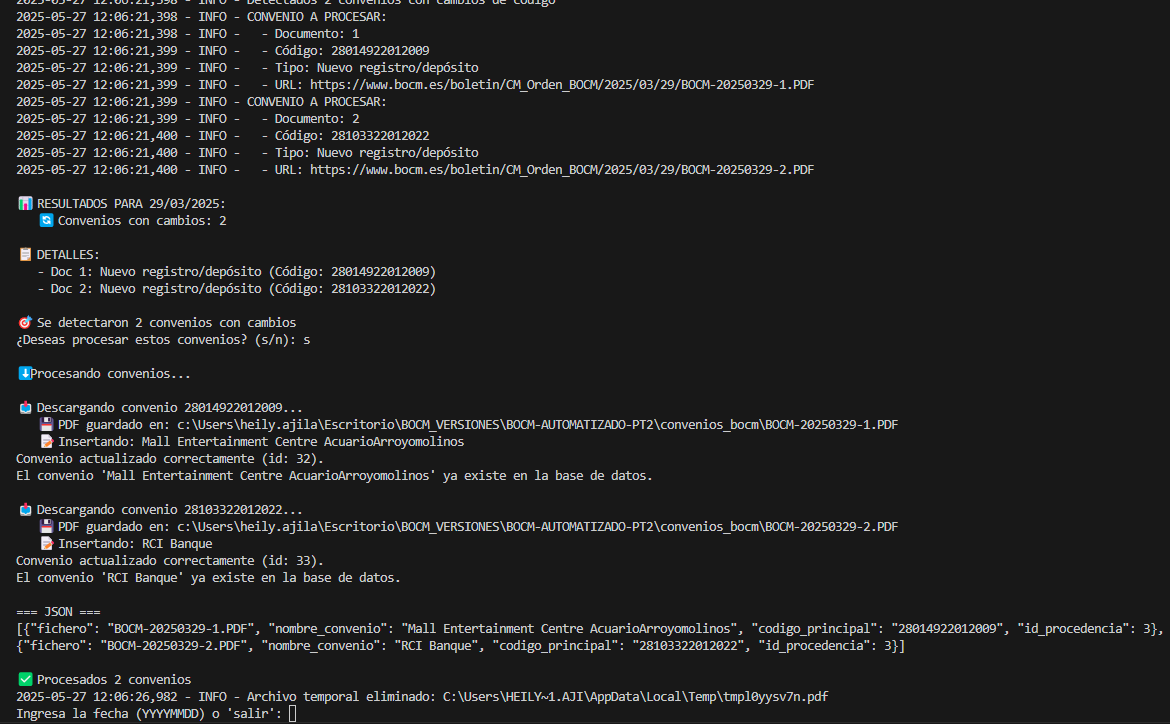 2025-05-27 12:06:21,398 - INFO - Detectados 2 convenios con cambios de código
2025-05-27 12:06:21,398 - INFO - CONVENIO A PROCESAR:
2025-05-27 12:06:21,398 - INFO -   - Documento: 1
2025-05-27 12:06:21,399 - INFO -   - Código: 28014922012009
2025-05-27 12:06:21,399 - INFO -   - Tipo: Nuevo registro/depósito
2025-05-27 12:06:21,399 - INFO -   - URL: https://www.bocm.es/boletin/CM_Orden_BOCM/2025/03/29/BOCM-20250329-1.PDF
2025-05-27 12:06:21,399 - INFO - CONVENIO A PROCESAR:
2025-05-27 12:06:21,399 - INFO -   - Documento: 2
2025-05-27 12:06:21,400 - INFO -   - Código: 28103322012022
2025-05-27 12:06:21,400 - INFO -   - Tipo: Nuevo registro/depósito
2025-05-27 12:06:21,400 - INFO -   - URL: https://www.bocm.es/boletin/CM_Orden_BOCM/2025/03/29/BOCM-20250329-2.PDF
RESULTADOS PARA 29/03/2025:
Convenios con cambios: 2
DETALLES:
- Doc 1: Nuevo registro/depósito (Código: 28014922012009)
- Doc 2: Nuevo registro/depósito (Código: 28103322012022)
Se detectaron 2 convenios con cambios
¿Deseas procesar estos convenios? (s/n): s
Procesando convenios...
Descargando convenio 28014922012009...
PDF guardado en: c:\Users\heily.ajila\Escritorio\BOCM_VERSIONES\BOCM-AUTOMATIZADO-PT2\convenios_bocm\BOCM-20250329-1.PDF
Insertando: Mall Entertainment Centre AcuarioArroyomolinos
Convenio actualizado correctamente (id: 32).
El convenio 'Mall Entertainment Centre AcuarioArroyomolinos' ya existe en la base de datos.
Descargando convenio 28103322012022...
PDF guardado en: c:\Users\heily.ajila\Escritorio\BOCM_VERSIONES\BOCM-AUTOMATIZADO-PT2\convenios_bocm\BOCM-20250329-2.PDF
Insertando: RCI Banque
Convenio actualizado correctamente (id: 33).
El convenio 'RCI Banque' ya existe en la base de datos.
=== JSON ===
[{"fichero": "BOCM-20250329-1.PDF", "nombre_convenio": "Mall Entertainment Centre AcuarioArroyomolinos", "codigo_principal": "28014922012009", "id_procedencia": 3},
{"fichero": "BOCM-20250329-2.PDF", "nombre_convenio": "RCI Banque", "codigo_principal": "28103322012022", "id_procedencia": 3}]
Procesados 2 convenios
2025-05-27 12:06:26,982 - INFO - Archivo temporal eliminado: C:\Users\HEILY~1.AJI\AppData\Local\Temp\tmpl0yysv7n.pdf
Ingresa la fecha (YYYYMMDD) o 'salir':